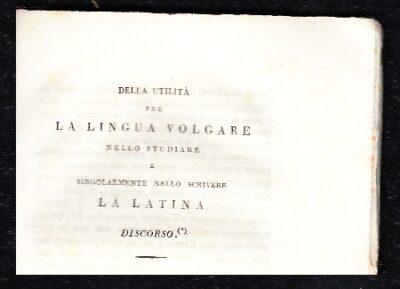 DELLA UTILITÀ
PER
LA LINGUA VOLGARE
NELLO STUDIARE
E
SINGOLARMENTE NELLO SCRIVERE
LA LATINA
DISCORSO.(*)